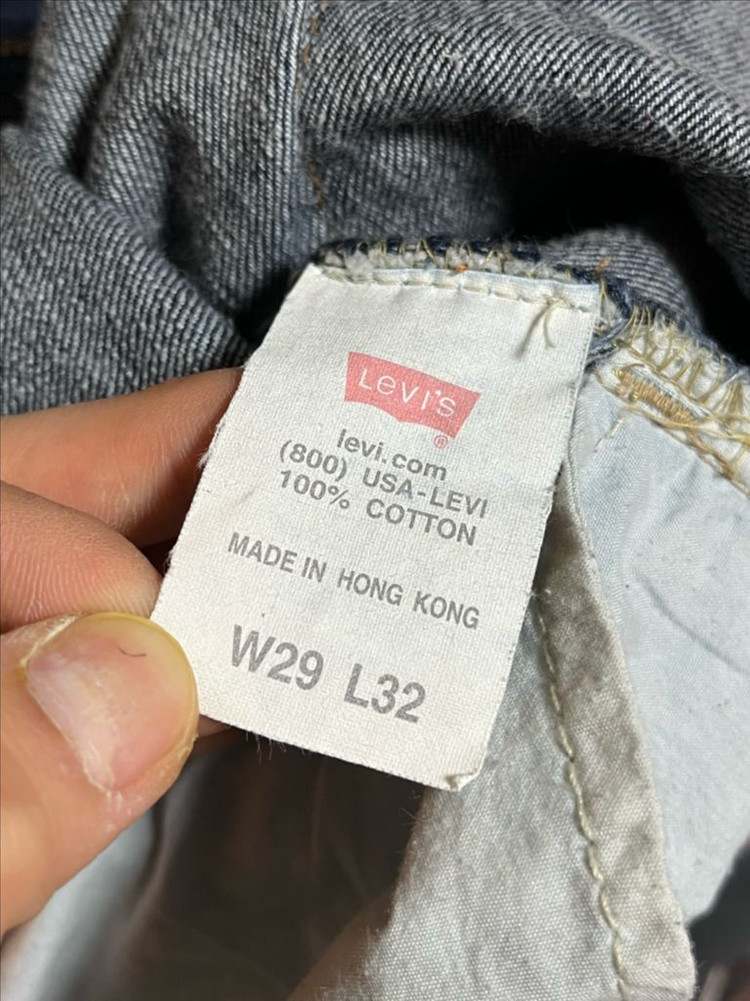 LeVI'S
®
levi.com
(800) USA-LEVI
100% COTTON
MADE IN HONG KONG
W29 L32